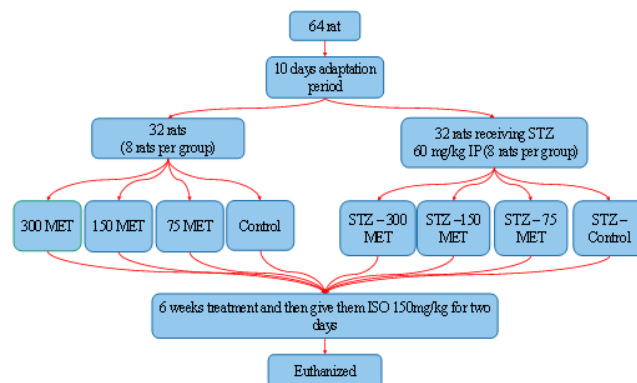 64 rat
10 days adaptation
period
32 rats
(8 rats per group)
32 rats receiving STZ
60 mg/kg IP (8 rats per group)
300 MET
150 MET
75 MET
Control
STZ – 300
MET
STZ –150
MET
STZ – 75
MET
STZ –
Control
6 weeks treatment and then give them ISO 150mg/kg for two
days
Euthanized